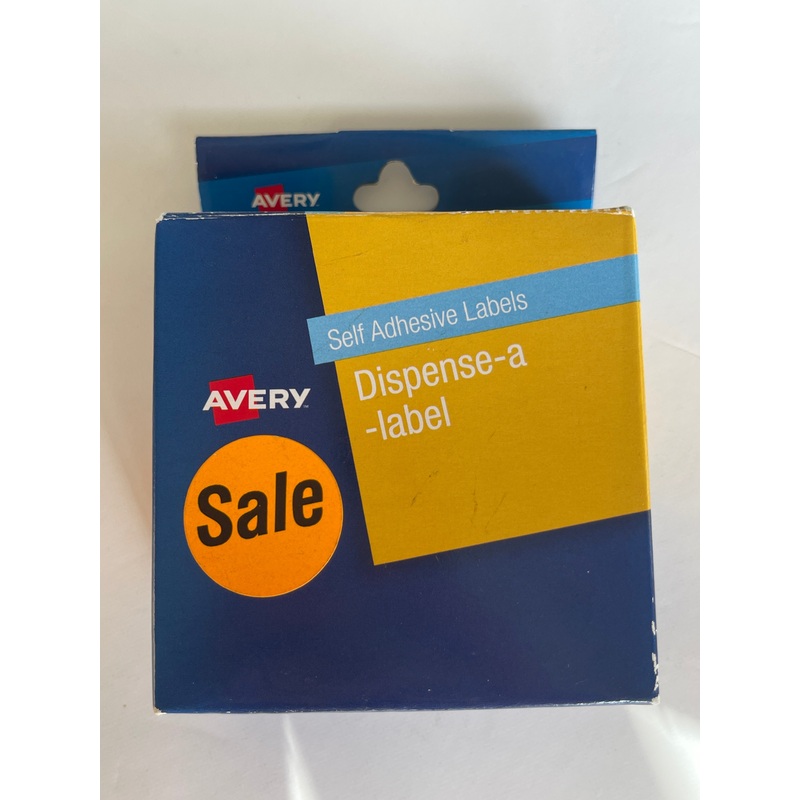 AVERY
Self Adhesive Labels
Dispense-a
-label
AVERY
Sale